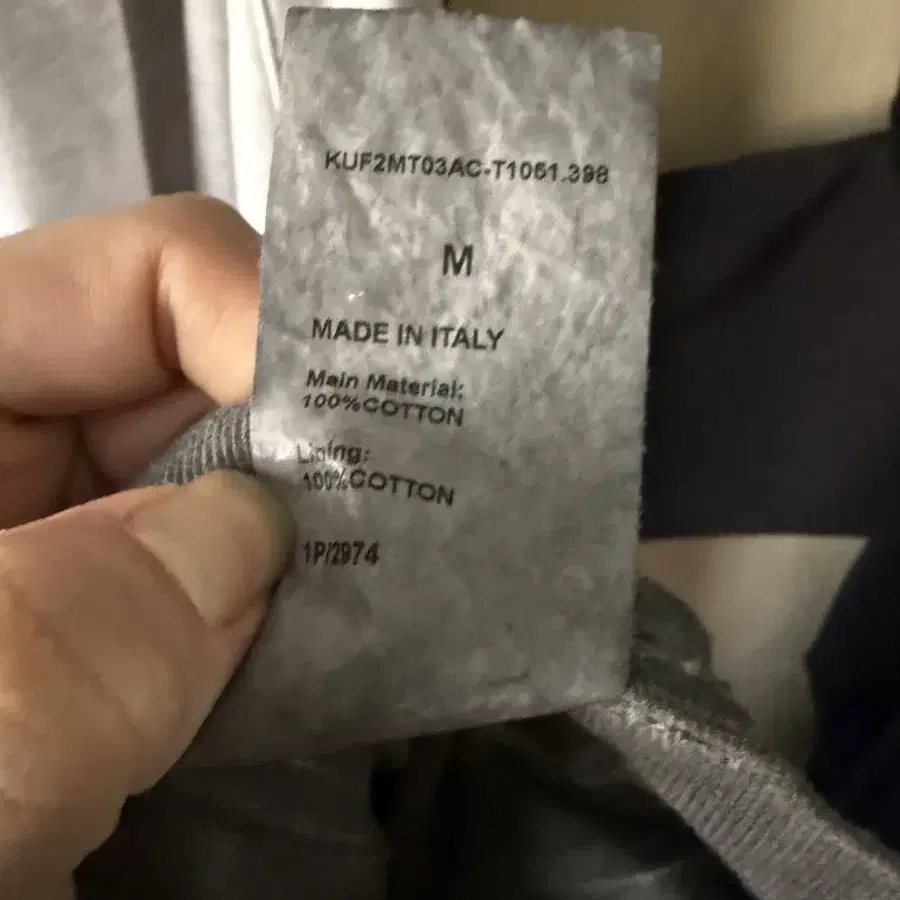 KUF2MT03AC-T1051.398
M
MADE IN ITALY
Main Material:
100%COTTON
Lining:
100%COTTON
1P/2974